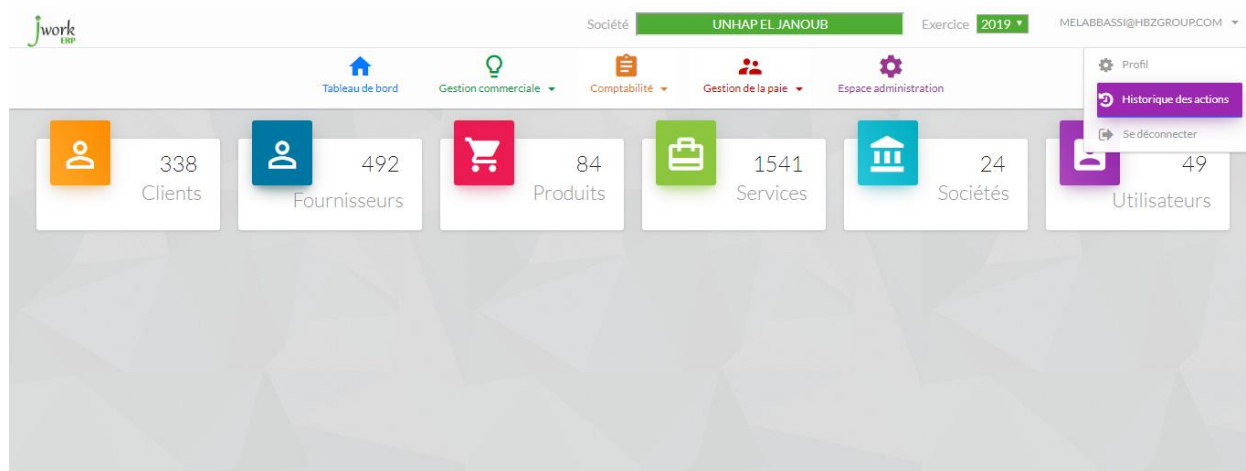 jwork
ERP
Société UNHAP EL JANOUB Exercice 2019 MELABBASSI@HBZGROUP.COM
Tableau de bord Gestion commerciale Comptabilité Gestion de la paie Espace administration
Profil
Historique des actions
Se déconnecter
338
Clients
492
Fournisseurs
84
Produits
1541
Services
24
Sociétés
49
Utilisateurs